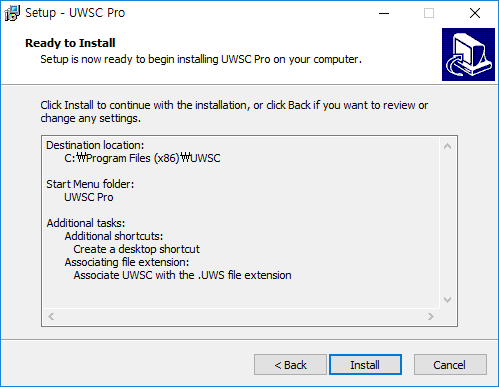 Setup - UWSC Pro
Ready to Install
Setup is now ready to begin installing UWSC Pro on your computer.
Click Install to continue with the installation, or click Back if you want to review or
change any settings.
Destination location:
C:₩Program Files (x86)₩UWSC
Start Menu folder:
UWSC Pro
Additional tasks:
Additional shortcuts:
Create a desktop shortcut
Associating file extension:
Associate UWSC with the .UWS file extension
< Back
Install
Cancel